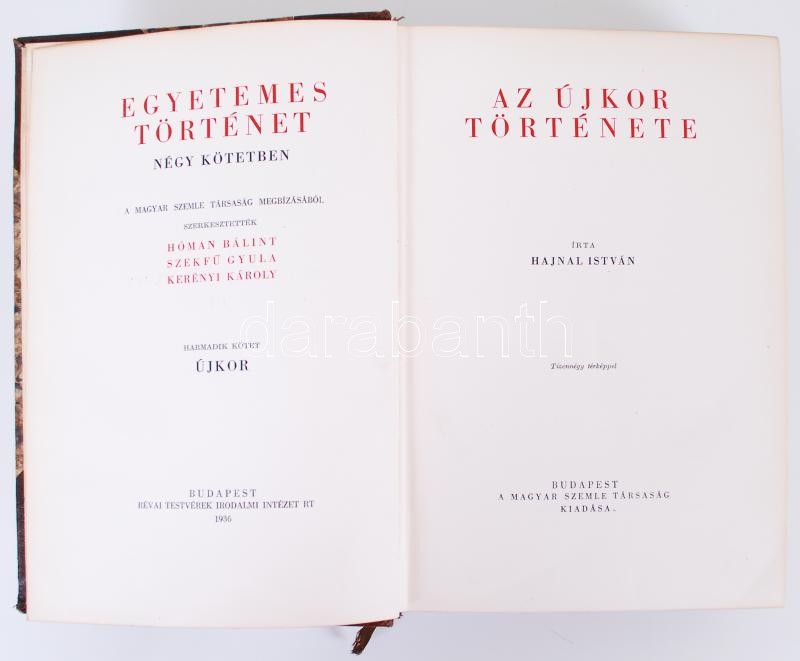 EGYETEMES
TÖRTÉNET
NÉGY KÖTETBEN
A MAGYAR SZEMLE TÁRSASÁG MEGBÍZÁSÁBÓL
SZERKESZTETTÉK
HÓMAN BÁLINT
SZEKFŰ GYULA
KERÉNYI KÁROLY
HARMADIK KÖTET
ÚJKOR
BUDAPEST
RÉVAI TESTVÉREK IRODALMI INTÉZET RT
1936
AZ ÚJKOR
TÖRTÉNETE
ÍRTA
HAJNAL ISTVÁN
Tizennégy térképpel
BUDAPEST
A MAGYAR SZEMLE TÁRSASÁG
KIADÁSA.
darabanth